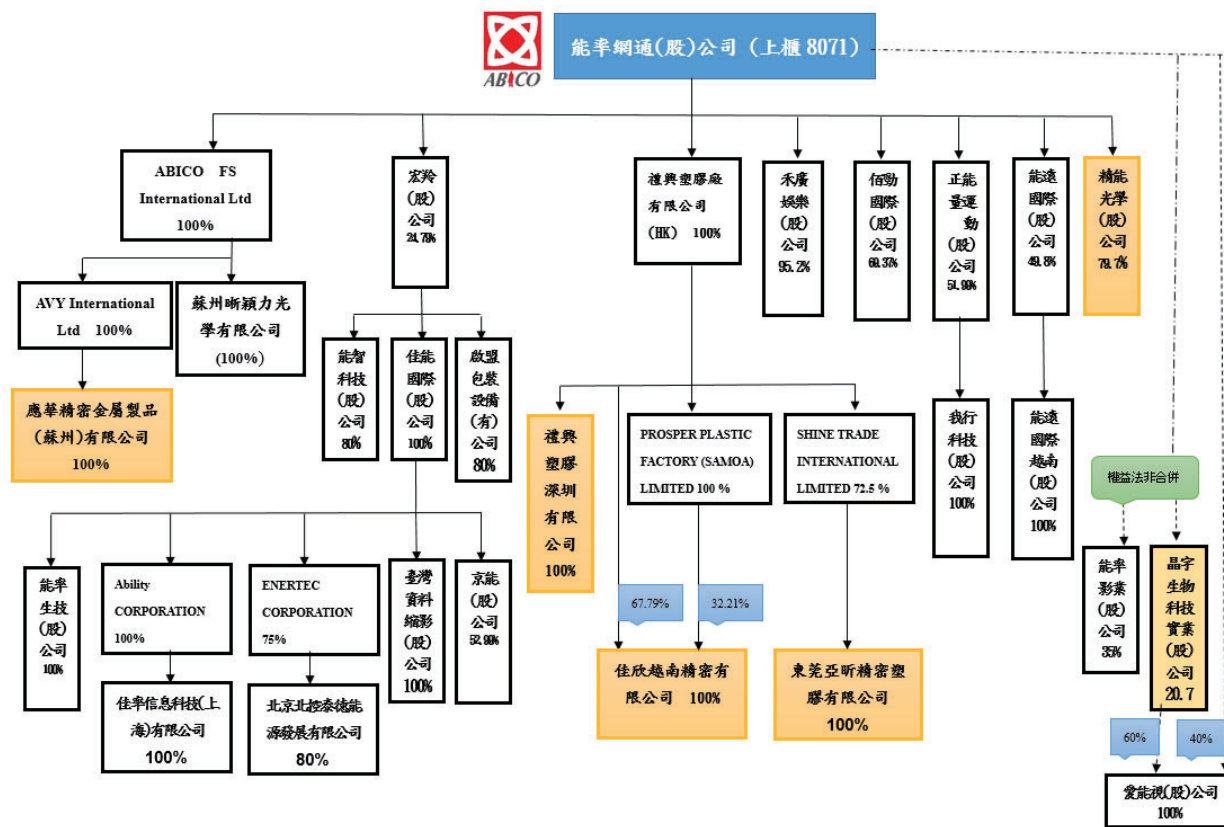 ABICO
能率網通(股)公司 (上櫃 8071)
ABICO FS
International Ltd
100%
宏羚
(股)
公司
24.79%
禮興塑膠廠
有限公司
(HK) 100%
禾廣
娛樂
(股)
公司
95.2%
佰勁
國際
(股)
公司
正能
量運
動
(股)
公司
51.99%
能遠
國際
(股)
公司
49.8%
精能
光學
(股)
公司
79.7%
AVY International
Ltd 100%
蘇州晰穎力光
學有限公司
(100%)
應華精密金屬製品
(蘇州)有限公司
100%
能智
科技
(股)
公司
80%
佳能
國際
(股)
公司
100%
啟盟
包裝
設備
(有)
公司
80%
禮興
塑膠
深圳
有限
公司
100%
PROSPER PLASTIC
FACTORY (SAMOA)
LIMITED 100 %
SHINE TRADE
INTERNATIONAL
LIMITED 72.5 %
我行
科技
(股)
公司
100%
能遠
國際
越南
(股)
公司
100%
權益法非合併
能率
生技
(股)
公司
100%
Ability
CORPORATION
100%
ENERTEC
CORPORATION
75%
臺灣
資料
縮影
(股)
公司
100%
京能
(股)
公司
52.99%
67.79%
32.21%
能率
影業
(股)
公司
35%
晶宇
生物
科技
實業
(股)
公司
20.7
佳率信息科技(上
海)有限公司
100%
北京北控泰德能
源發展有限公司
80%
佳欣越南精密有
限公司 100%
東莞亞昕精密塑
膠有限公司
100%
60%
40%
愛能視(股)公司
100%